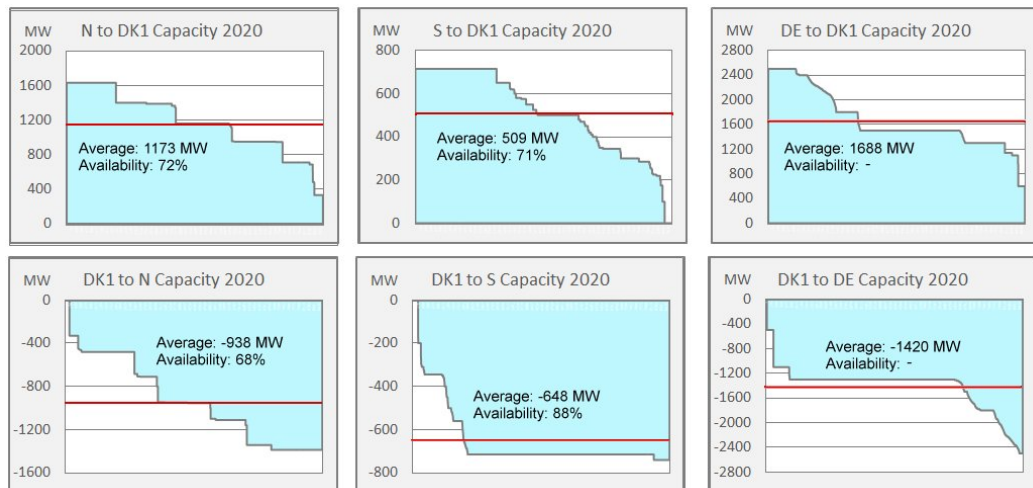 MW N to DK1 Capacity 2020
2000
1600
1200
800
400
0
Average: 1173 MW
Availability: 72%
MW S to DK1 Capacity 2020
800
600
400
200
0
Average: 509 MW
Availability: 71%
MW DE to DK1 Capacity 2020
2800
2400
2000
1600
1200
800
400
0
Average: 1688 MW
Availability: -
MW DK1 to N Capacity 2020
0
-400
-800
-1200
-1600
Average: -938 MW
Availability: 68%
MW DK1 to S Capacity 2020
0
-200
-400
-600
-800
Average: -648 MW
Availability: 88%
MW DK1 to DE Capacity 2020
0
-400
-800
-1200
-1600
-2000
-2400
-2800
Average: -1420 MW
Availability: -